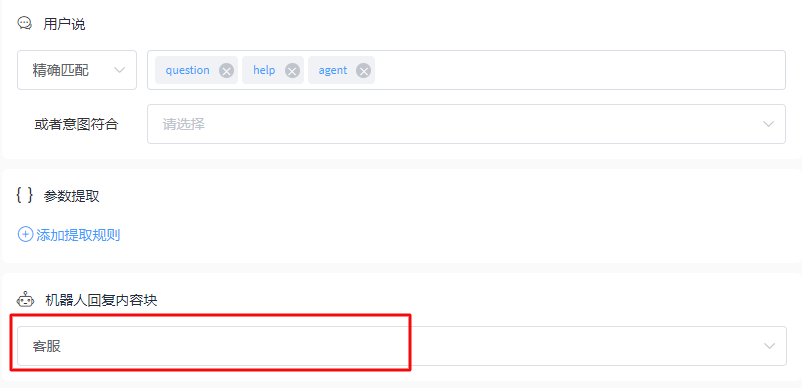 用户说
精确匹配 question help agent
或者意图符合 请选择
{ } 参数提取
添加提取规则
机器人回复内容块
客服